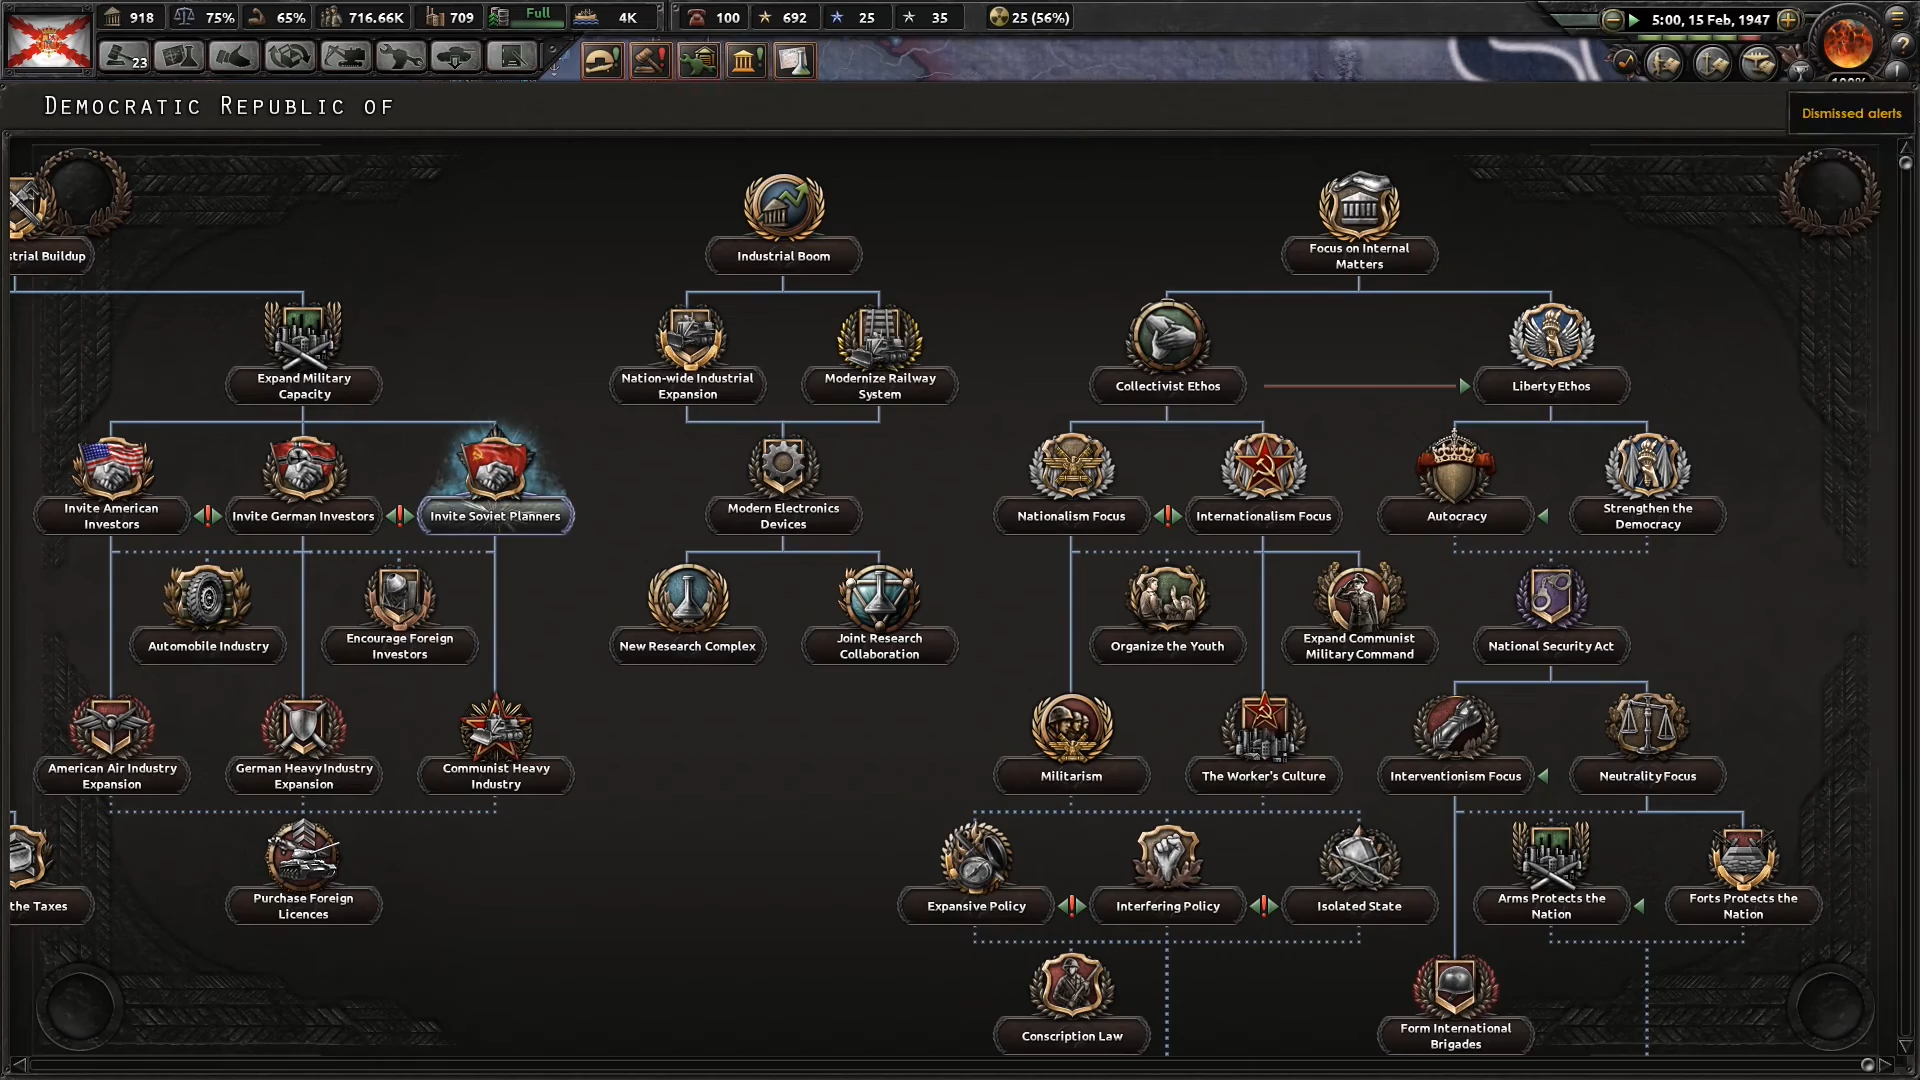 918
75%
65%
716.66K
709
Full
4K
100
692
25
35
25 (56%)
5:00, 15 Feb, 1947
23
100%
DEMOCRATIC REPUBLIC OF
Dismissed alerts
strial Buildup
Industrial Boom
Focus on Internal
Matters
Expand Military
Capacity
Nation-wide Industrial
Expansion
Modernize Railway
System
Collectivist Ethos
Liberty Ethos
Invite American
Investors
Invite German Investors
Invite Soviet Planners
Modern Electronics
Devices
Nationalism Focus
Internationalism Focus
Autocracy
Strengthen the
Democracy
Automobile Industry
Encourage Foreign
Investors
New Research Complex
Joint Research
Collaboration
Organize the Youth
Expand Communist
Military Command
National Security Act
American Air Industry
Expansion
German Heavy Industry
Expansion
Communist Heavy
Industry
Militarism
The Worker's Culture
Interventionism Focus
Neutrality Focus
the Taxes
Purchase Foreign
Licences
Expansive Policy
Interfering Policy
Isolated State
Arms Protects the
Nation
Forts Protects the
Nation
Conscription Law
Form International
Brigades